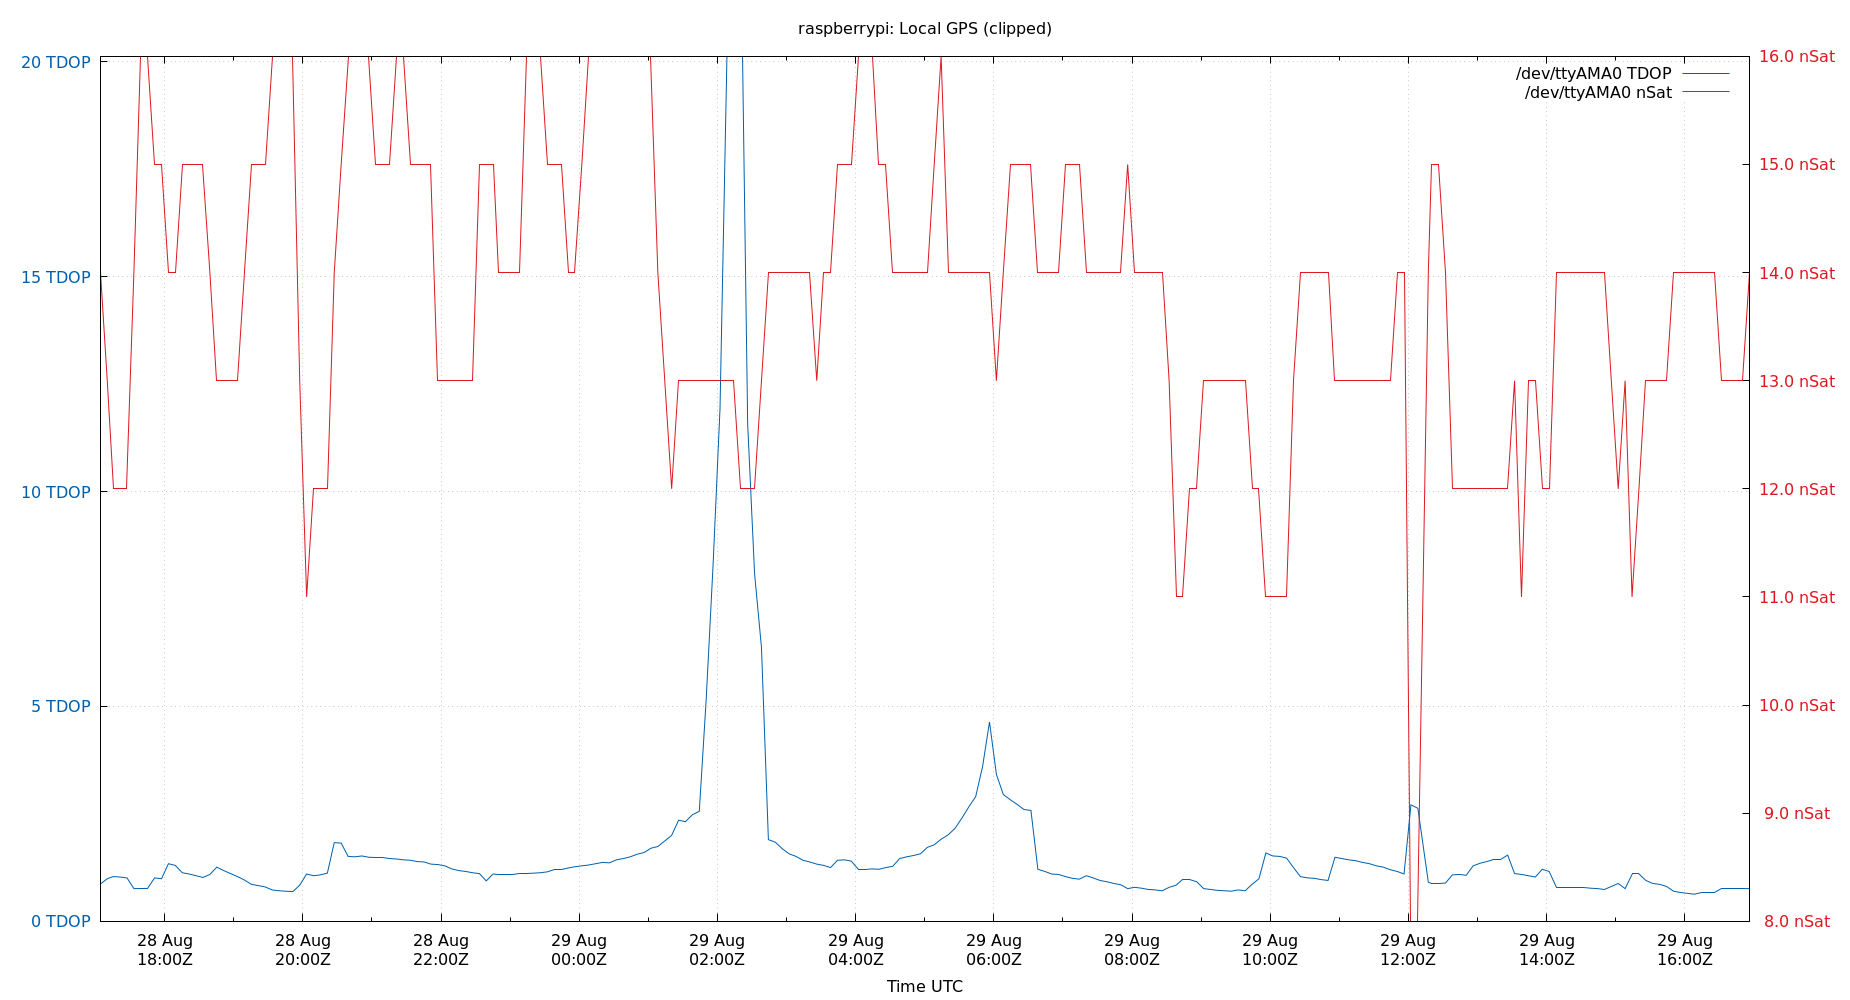 raspberrypi: Local GPS (clipped)
/dev/ttyAMA0 TDOP
/dev/ttyAMA0 nSat
20 TDOP
15 TDOP
10 TDOP
5 TDOP
0 TDOP
16.0 nSat
15.0 nSat
14.0 nSat
13.0 nSat
12.0 nSat
11.0 nSat
10.0 nSat
9.0 nSat
8.0 nSat
28 Aug
18:00Z
28 Aug
20:00Z
28 Aug
22:00Z
29 Aug
00:00Z
29 Aug
02:00Z
29 Aug
04:00Z
29 Aug
06:00Z
29 Aug
08:00Z
29 Aug
10:00Z
29 Aug
12:00Z
29 Aug
14:00Z
29 Aug
16:00Z
Time UTC